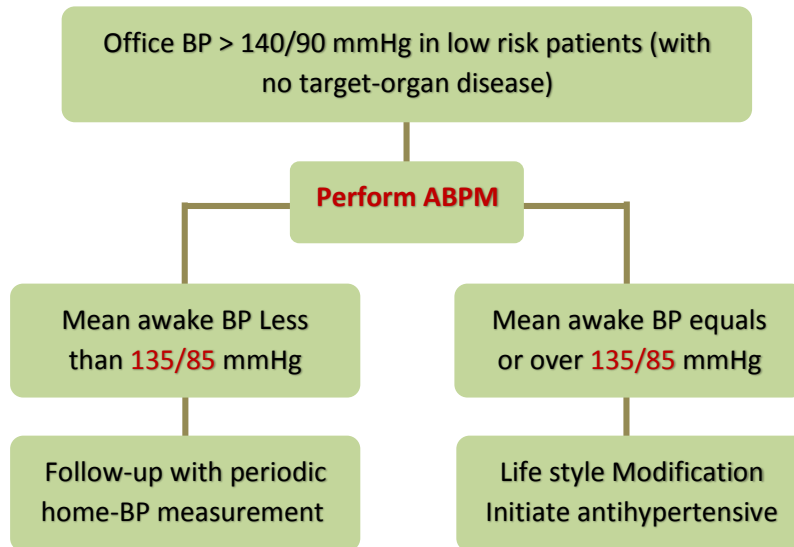 Office BP > 140/90 mmHg in low risk patients (with
no target-organ disease)
Perform ABPM
Mean awake BP Less
than 135/85 mmHg
Mean awake BP equals
or over 135/85 mmHg
Follow-up with periodic
home-BP measurement
Life style Modification
Initiate antihypertensive